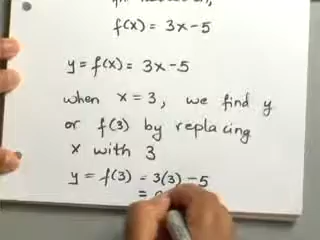 f(x) = 3x-5
y = f(x) = 3x-5
when x = 3, we find y
or f(3) by replacing
x with 3
y = f(3) = 3(3) -5
=